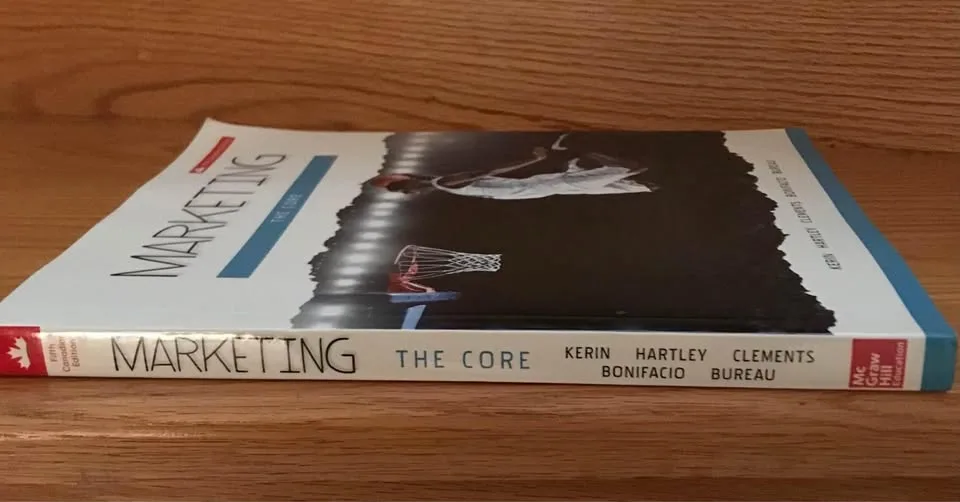 MARKETING
THE CORE
KERIN HARTLEY CLEMENTS BONIFACIO BUREAU
Fifth
Canadian
Edition
MARKETING THE CORE
KERIN HARTLEY CLEMENTS
BONIFACIO BUREAU
Mc
Graw
Hill
Education